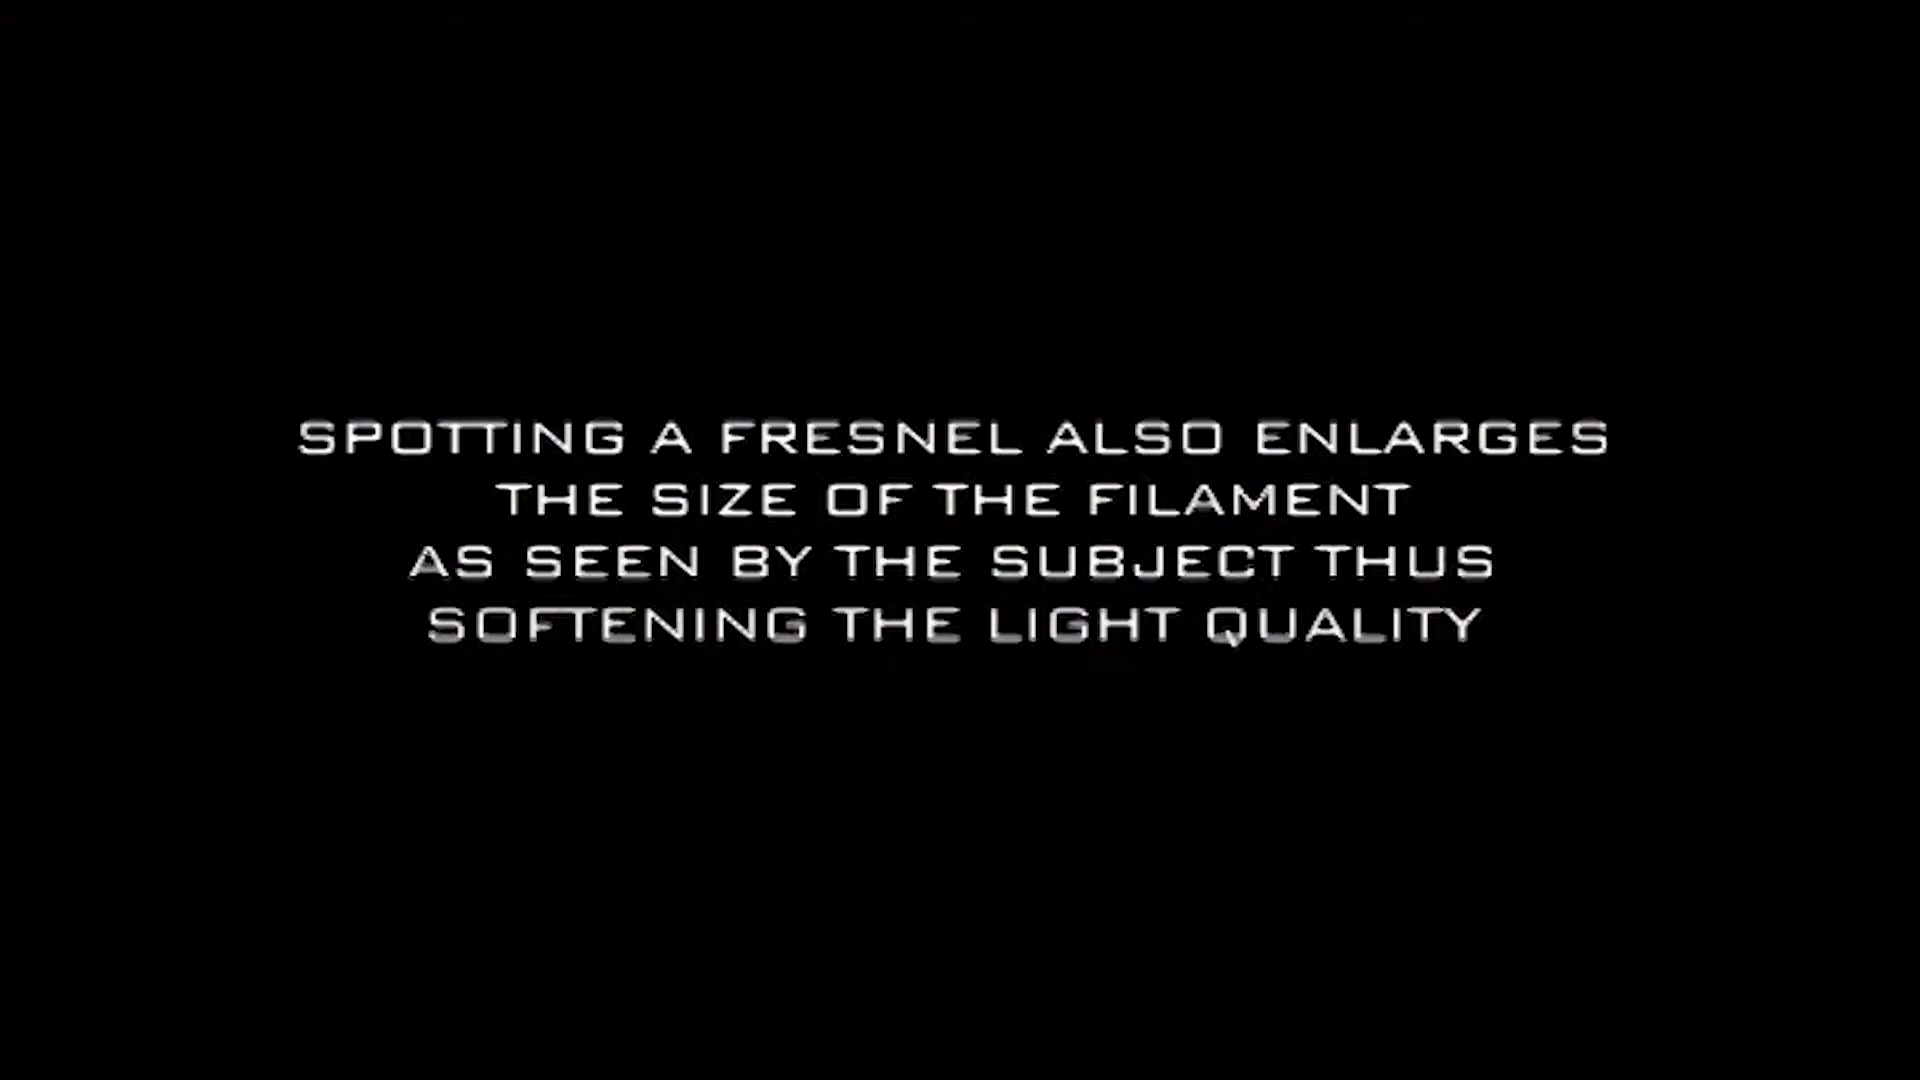 SPOTTING A FRESNEL ALSO ENLARGES
THE SIZE OF THE FILAMENT
AS SEEN BY THE SUBJECT THUS
SOFTENING THE LIGHT QUALITY